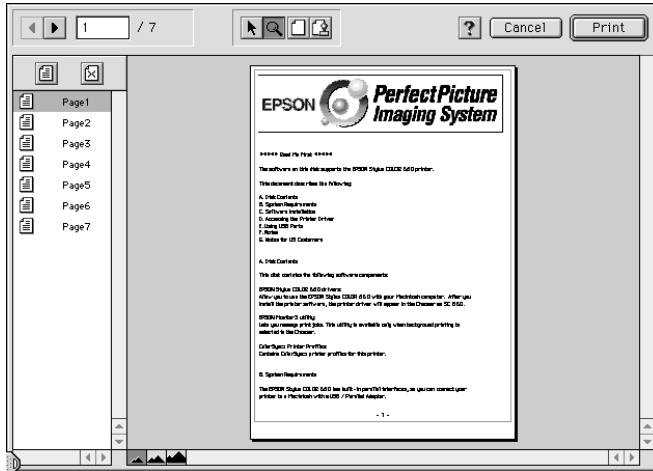 1 / 7
? Cancel Print
Page1
Page2
Page3
Page4
Page5
Page6
Page7
EPSON PerfectPicture
Imaging System
***** Read Me First *****
The software on this disk supports the EPSON Stylus COLOR 660 printer.
This document describes the following:
A. Disk Contents
B. System Requirements
C. Software Installation
D. Accessing the Printer Driver
E. Using USB Ports
F. Notes
G. Notes for US Customers
A. Disk Contents
This disk contains the following software components:
EPSON Stylus COLOR 660 drivers:
Allow you to use the EPSON Stylus COLOR 660 with your Macintosh computer. After you
install the printer software, the printer driver will appear in the Chooser as SC 660.
EPSON Monitor3 utility:
Lets you manage print jobs. This utility is available only when background printing is
selected in the Chooser.
ColorSync Printer Profiles:
Contains ColorSync printer profiles for this printer.
B. System Requirements
The EPSON Stylus COLOR 660 has built-in parallel interfaces, so you can connect your
printer to a Macintosh with a USB / Parallel Adapter.
- 1 -